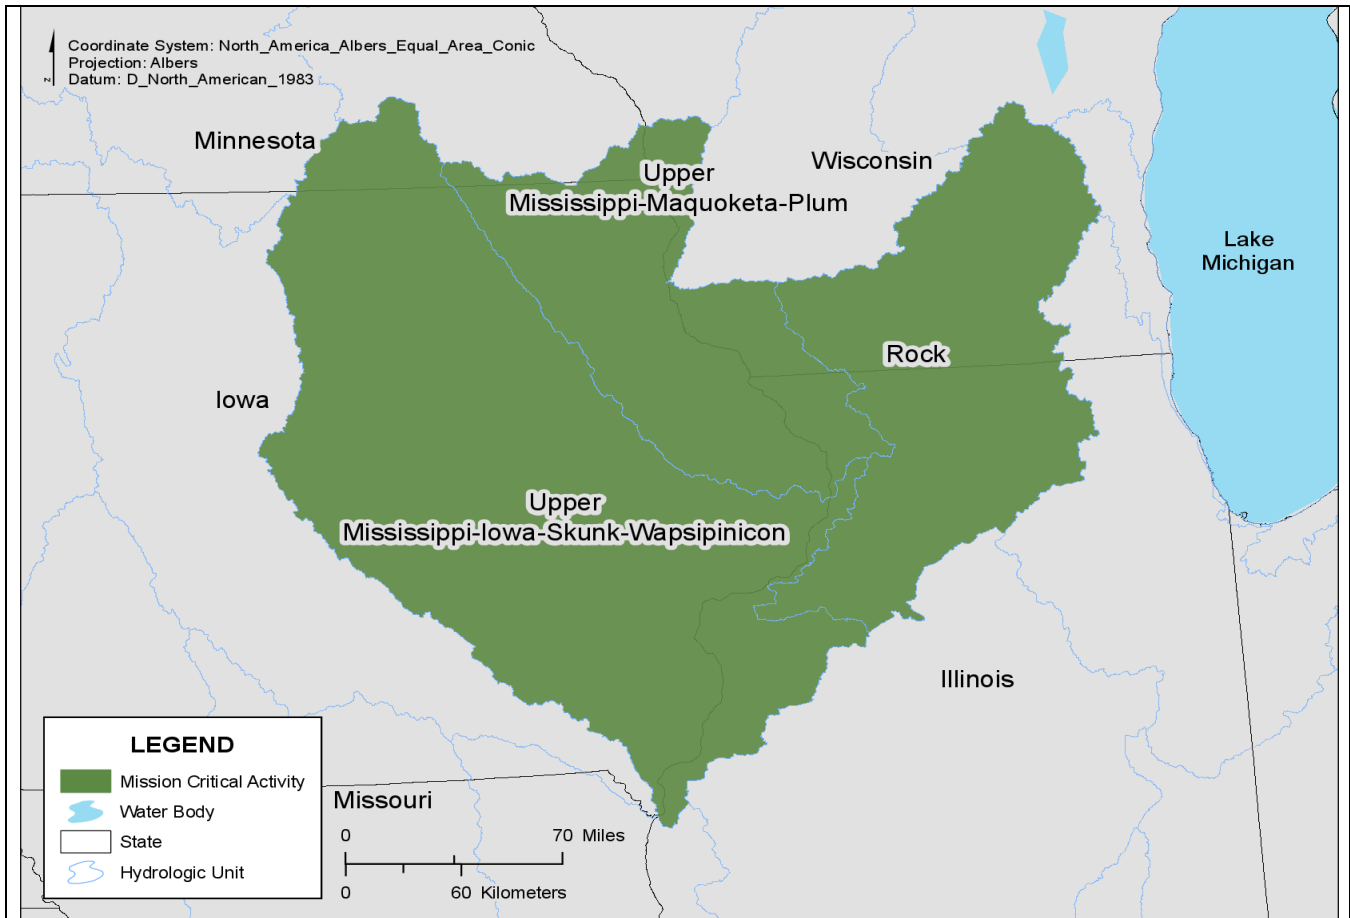 Coordinate System: North_America_Albers_Equal_Area_Conic
Projection: Albers
Datum: D_North_American_1983
z
Minnesota
Wisconsin
Upper
Mississippi-Maquoketa-Plum
Lake
Michigan
Rock
Iowa
Upper
Mississippi-Iowa-Skunk-Wapsipinicon
Illinois
LEGEND
Mission Critical Activity
Water Body
State
Hydrologic Unit
Missouri
0 70 Miles
0 60 Kilometers